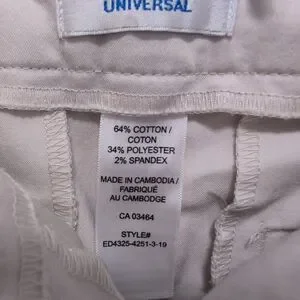 UNIVERSAL
64% COTTON /
COTON
34% POLYESTER
2% SPANDEX
MADE IN CAMBODIA /
FABRIQUÉ
AU CAMBODGE
CA 03464
STYLE#
ED4325-4251-3-19